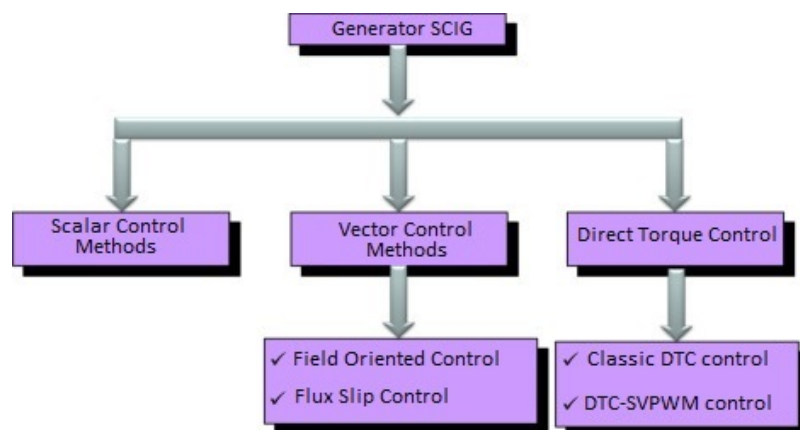 Generator SCIG
Scalar Control
Methods
Vector Control
Methods
Direct Torque Control
✓ Field Oriented Control
✓ Flux Slip Control
✓ Classic DTC control
✓ DTC-SVPWM control